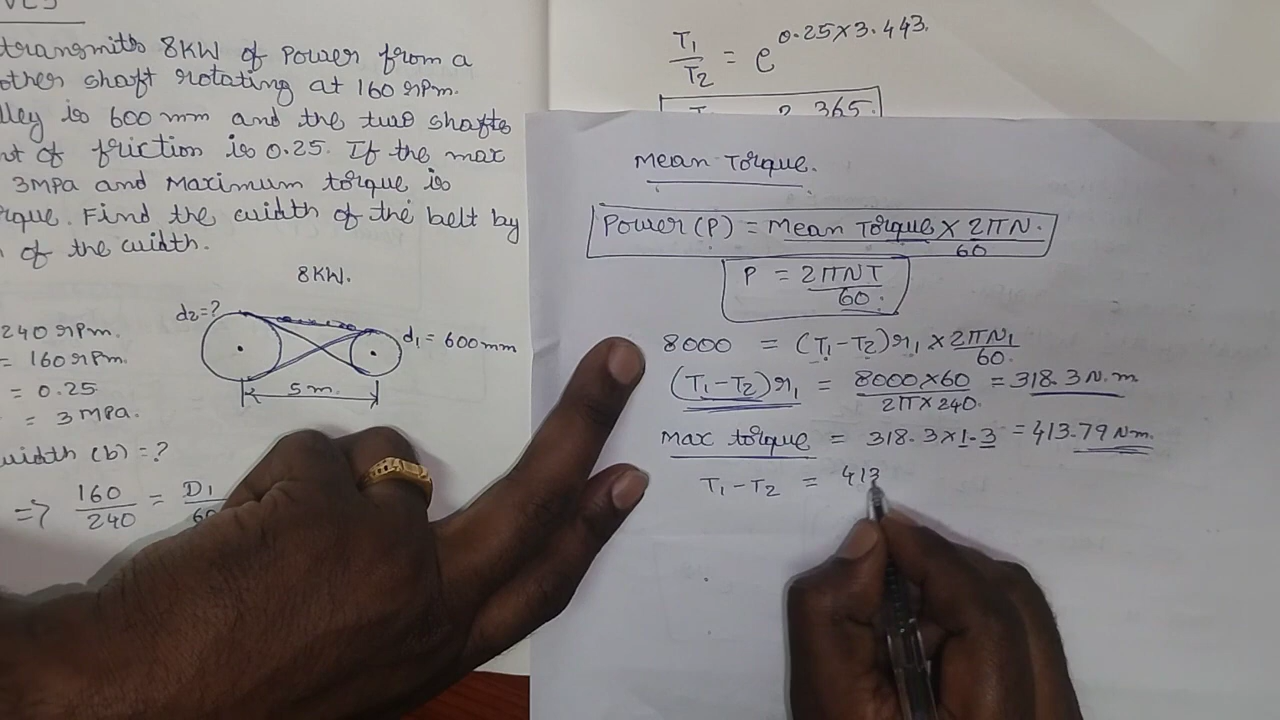 transmits 8KW of Power from a
other shaft rotating at 160 rpm.
lley is 600 mm and the two shafts
nt of friction is 0.25. If the max
3MPa and Maximum torque is
rque. Find the width of the belt by
of the width.
8KW.
d2=?
d1 = 600mm
5m.
240 rpm.
= 160 rpm.
= 0.25
= 3 MPa.
width (b) = ?
=> 160/240 = D1/60
T1/T2 = e^0.25×3.443.
2.365.
Mean Torque.
Power(P) = Mean Torque × 2πN/60.
P = 2πNT/60.
8000 = (T1-T2)r1 × 2πN1/60.
(T1-T2)r1 = 8000×60/2π×240. = 318.3 N.m.
Max torque = 318.3×1.3 = 413.79 Nm.
T1-T2 = 413